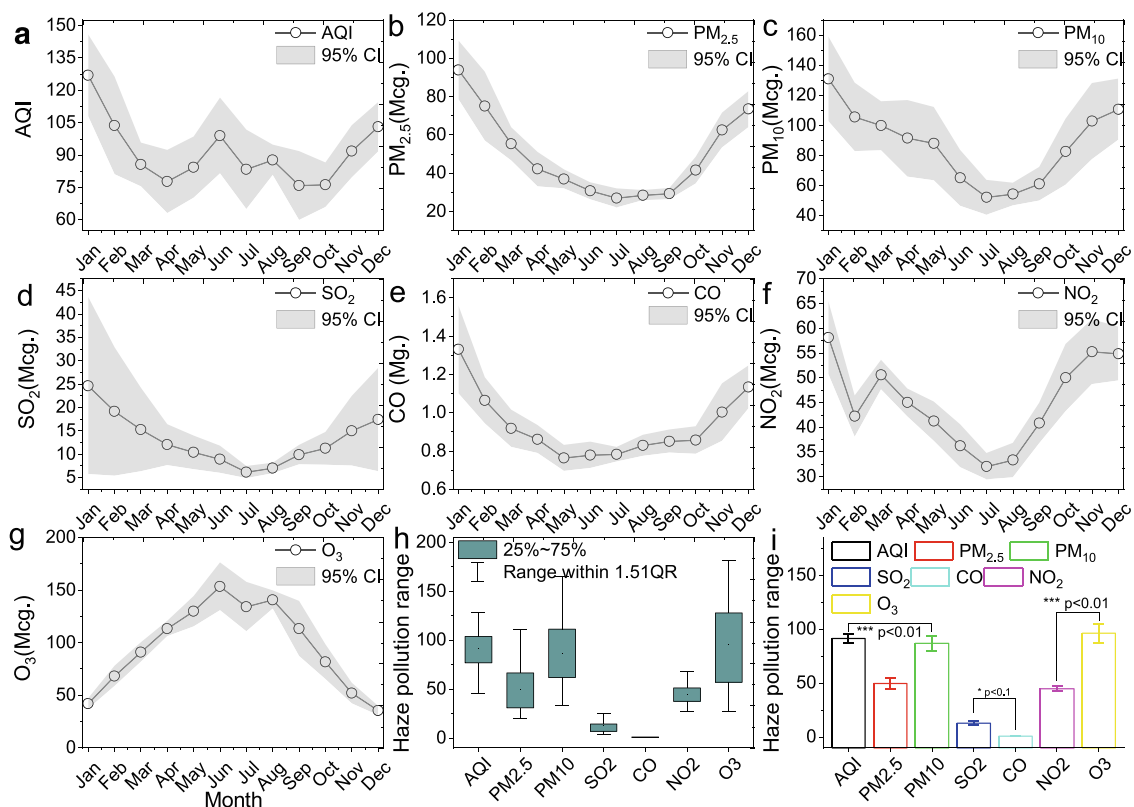 a
AQI
95% CI
150
135
120
105
90
75
60
AQI
Jan Feb Mar Apr May Jun Jul Aug Sep Oct Nov Dec
b
PM2.5
95% CI
120
100
80
60
40
20
PM2.5(Mcg.)
Jan Feb Mar Apr May Jun Jul Aug Sep Oct Nov Dec
c
PM10
95% CI
160
140
120
100
80
60
40
PM10(Mcg.)
Jan Feb Mar Apr May Jun Jul Aug Sep Oct Nov Dec
d
SO2
95% CI
45
40
35
30
25
20
15
10
5
SO2(Mcg.)
Jan Feb Mar Apr May Jun Jul Aug Sep Oct Nov Dec
e
CO
95% CI
1.6
1.4
1.2
1.0
0.8
0.6
CO (Mg.)
Jan Feb Mar Apr May Jun Jul Aug Sep Oct Nov Dec
f
NO2
95% CI
70
65
60
55
50
45
40
35
30
NO2(Mcg.)
Jan Feb Mar Apr May Jun Jul Aug Sep Oct Nov Dec
g
O3
95% CI
200
150
100
50
0
O3(Mcg.)
Jan Feb Mar Apr May Jun Jul Aug Sep Oct Nov Dec
Month
h
25%~75%
Range within 1.51QR
200
150
100
50
0
Haze pollution range
AQI PM2.5 PM10 SO2 CO NO2 O3
i
AQI PM2.5 PM10
SO2 CO NO2
O3
175
100
50
0
Haze pollution range
*** p<0.01
*** p<0.01
* p<0.1
AQI PM2.5 PM10 SO2 CO NO2 O3